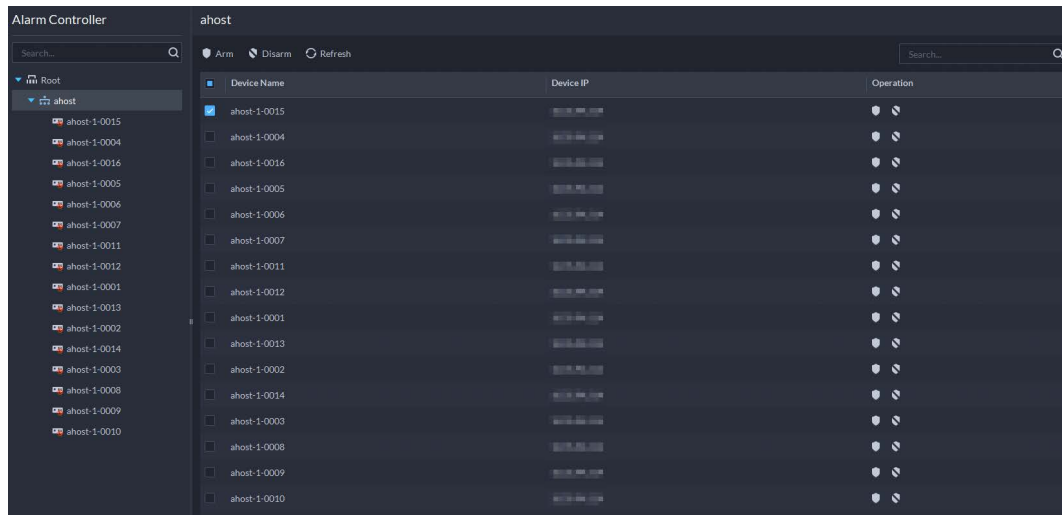 Alarm Controller
Search...
Root
ahost
ahost-1-0015
ahost-1-0004
ahost-1-0016
ahost-1-0005
ahost-1-0006
ahost-1-0007
ahost-1-0011
ahost-1-0012
ahost-1-0001
ahost-1-0013
ahost-1-0002
ahost-1-0014
ahost-1-0003
ahost-1-0008
ahost-1-0009
ahost-1-0010
ahost
Arm Disarm Refresh Search...
Device Name Device IP Operation
ahost-1-0015
ahost-1-0004
ahost-1-0016
ahost-1-0005
ahost-1-0006
ahost-1-0007
ahost-1-0011
ahost-1-0012
ahost-1-0001
ahost-1-0013
ahost-1-0002
ahost-1-0014
ahost-1-0003
ahost-1-0008
ahost-1-0009
ahost-1-0010